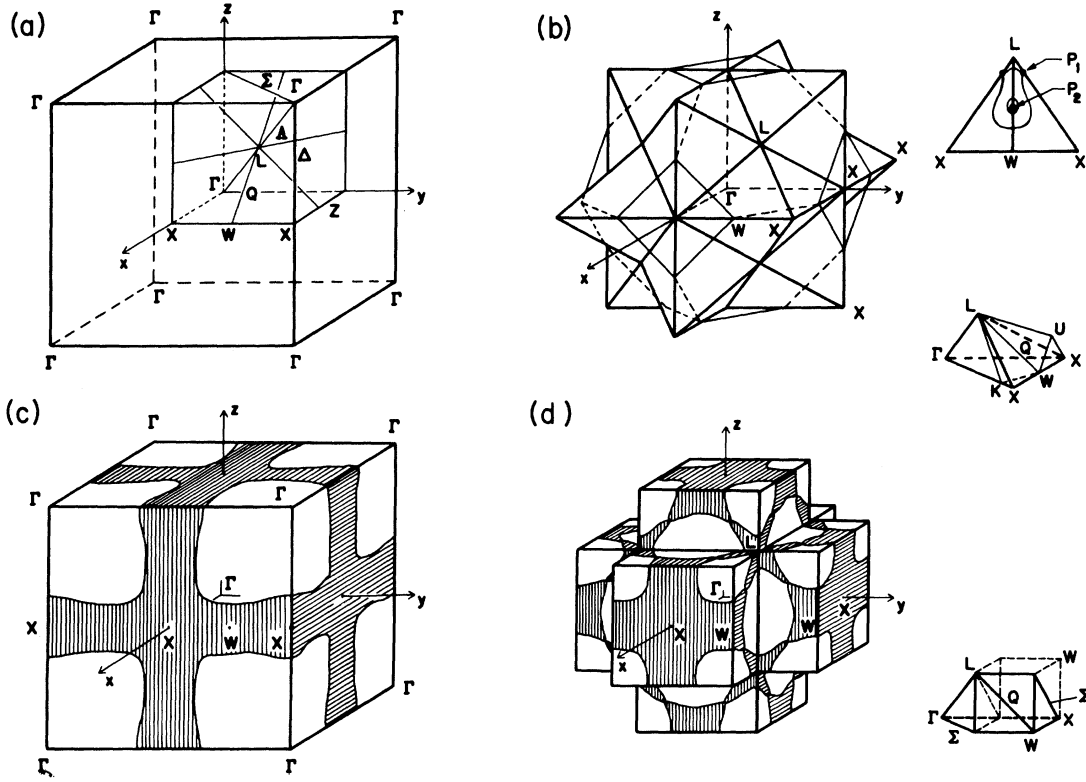 (a)
Γ z Γ
Σ Γ
Γ
Λ
L Δ
Γ Q Z y
X W X
x
Γ Γ
Γ Γ
(b)
z
L
X
X
Γ y
W X
x
X
L
P1
P2
X W X
L
U
Γ Q X
K X W
(c)
Γ z Γ
Γ Γ
Γ
y
X X W X
x
Γ
Γ Γ
(d)
z
L
Γ
X y
X W W
x
L W
Q Σ
Γ X
Σ W